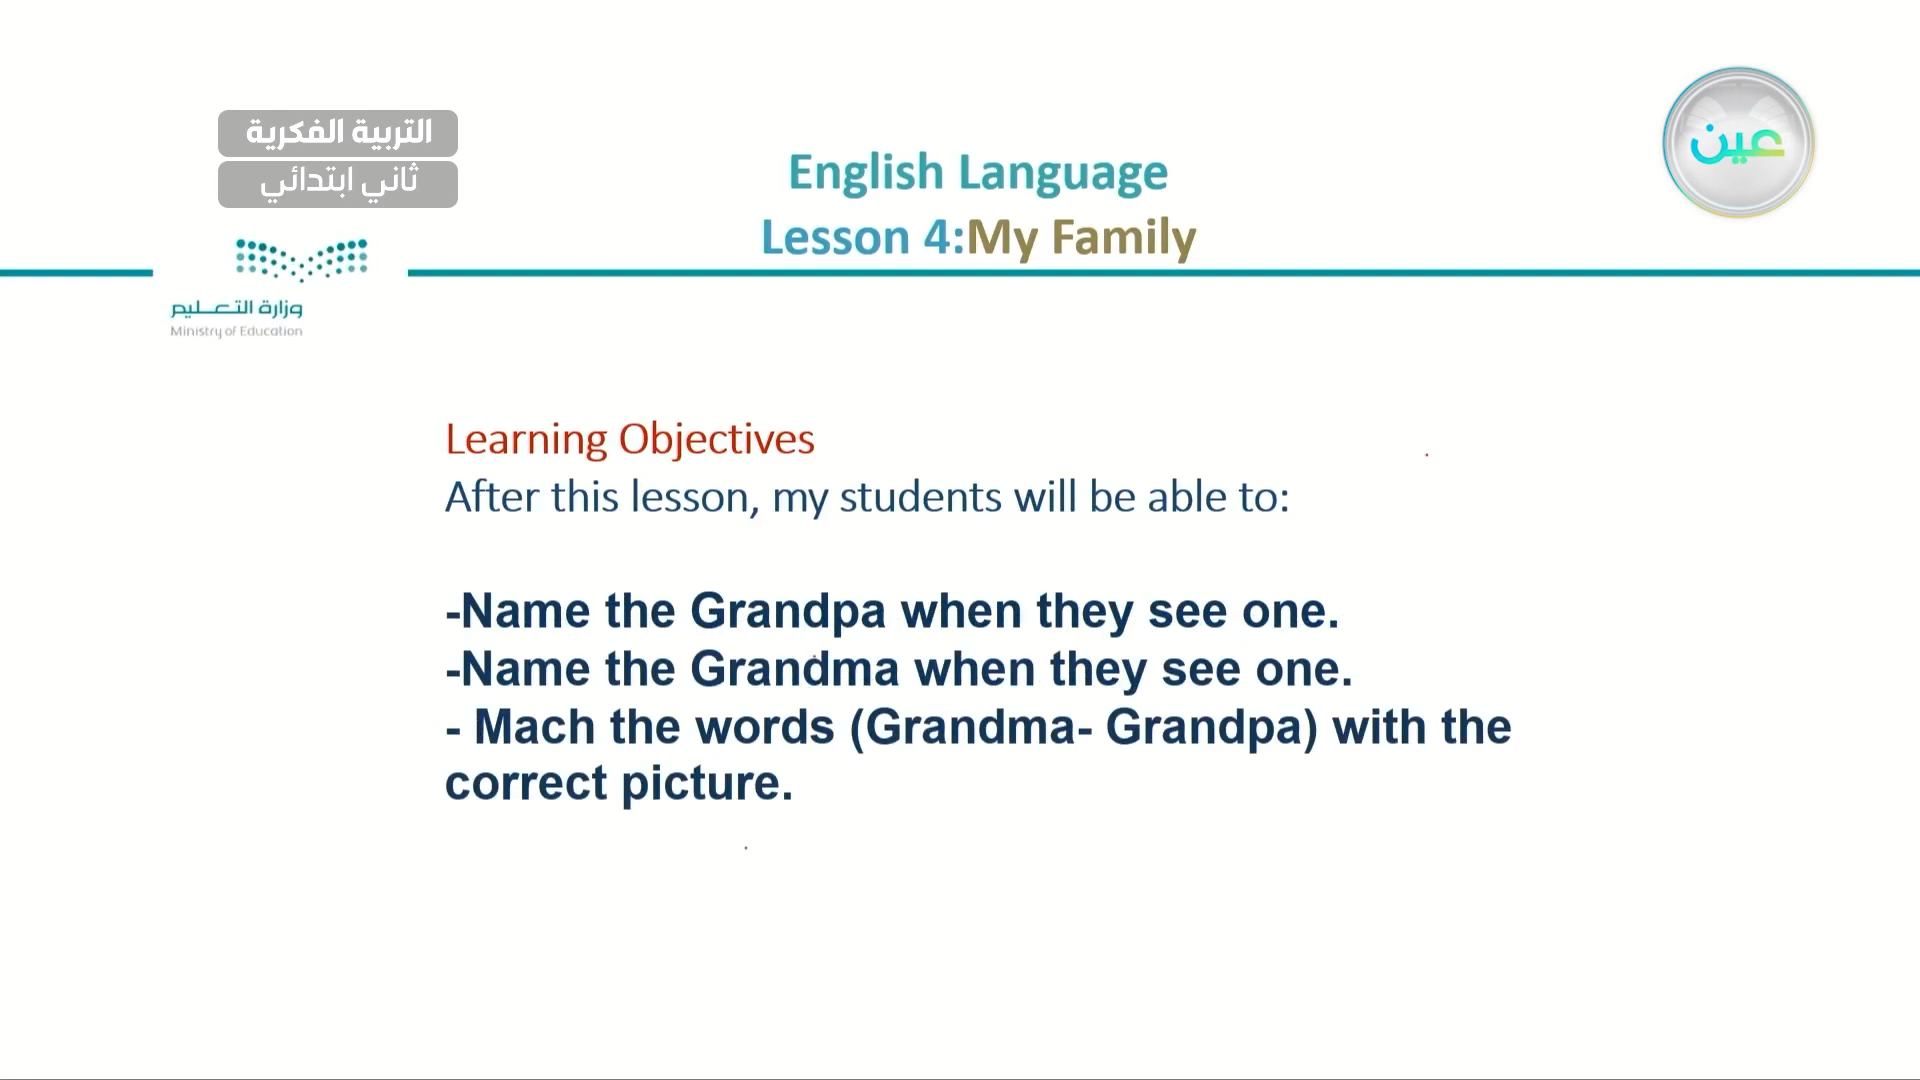 التربية الفكرية
ثاني ابتدائي
عين
English Language
Lesson 4:My Family
وزارة التعليم
Ministry of Education
Learning Objectives
After this lesson, my students will be able to:
-Name the Grandpa when they see one.
-Name the Grandma when they see one.
- Mach the words (Grandma- Grandpa) with the
correct picture.